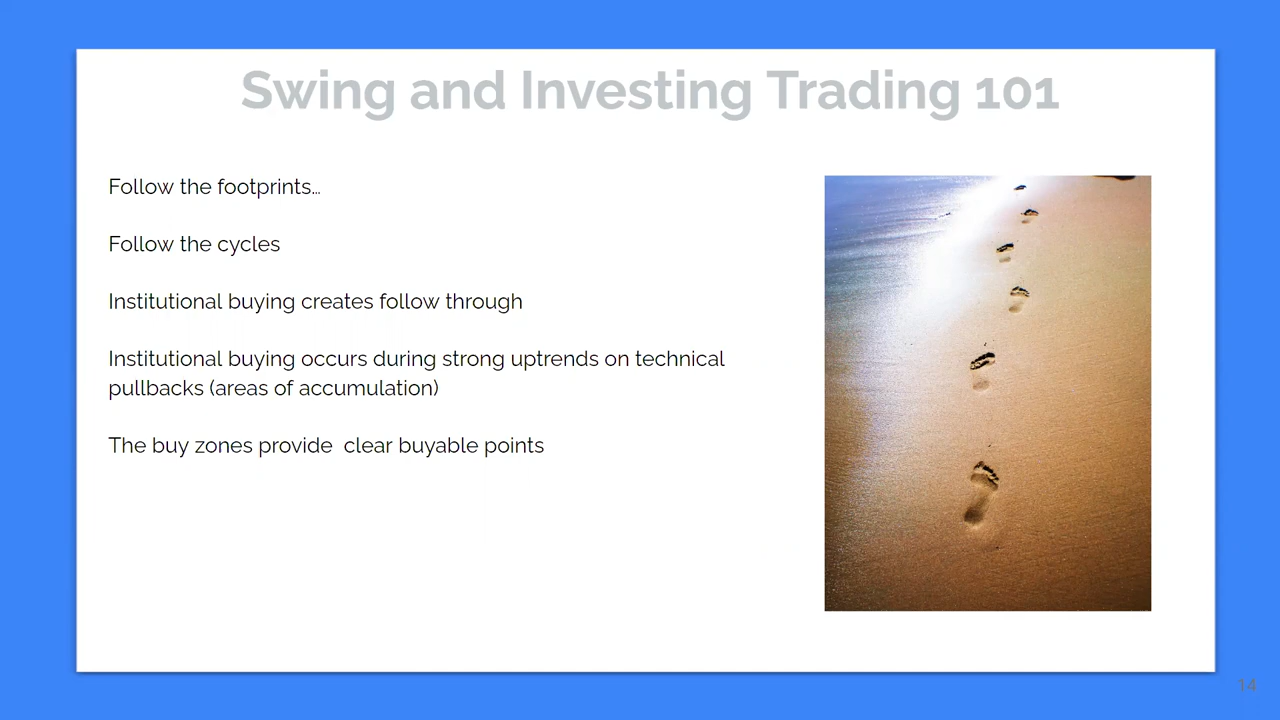 Swing and Investing Trading 101
Follow the footprints…
Follow the cycles
Institutional buying creates follow through
Institutional buying occurs during strong uptrends on technical
pullbacks (areas of accumulation)
The buy zones provide  clear buyable points
14